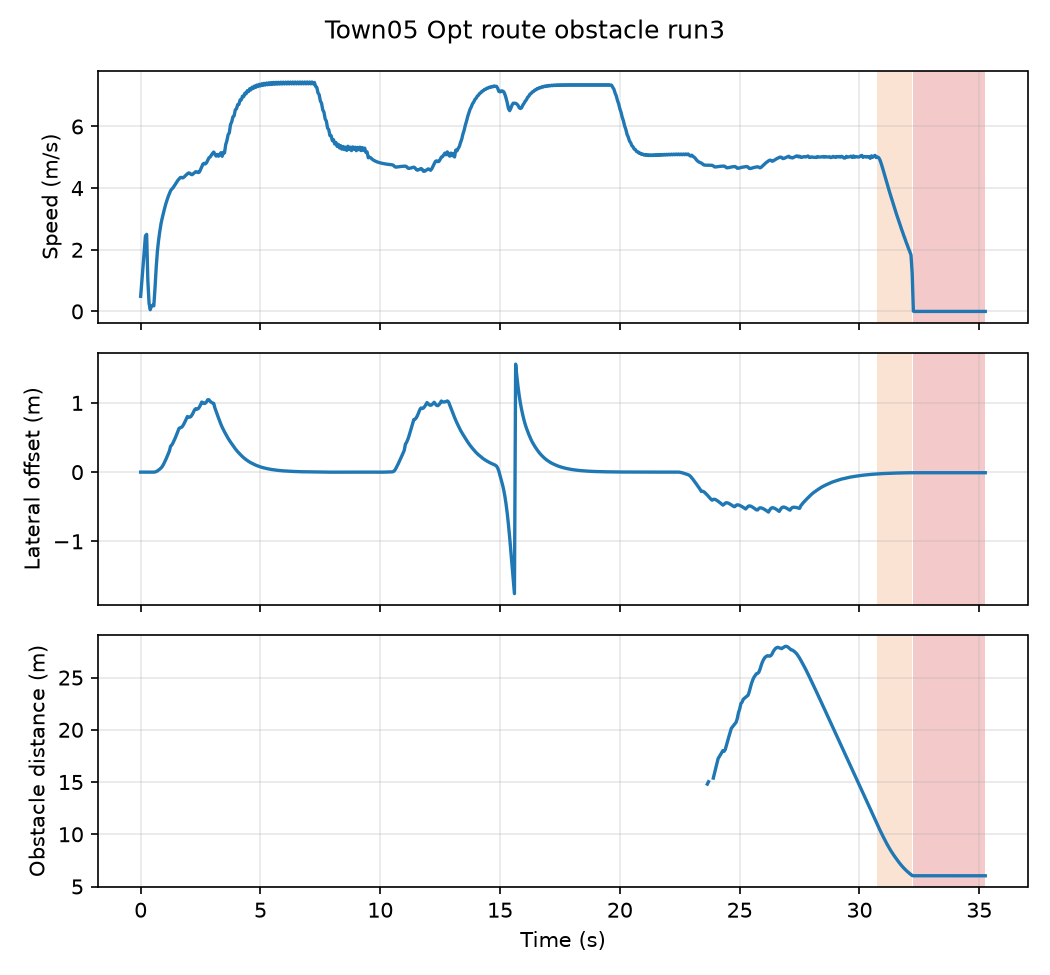 Town05 Opt route obstacle run3
Speed (m/s)
6
4
2
0
Lateral offset (m)
1
0
−1
Obstacle distance (m)
25
20
15
10
5
0 5 10 15 20 25 30 35
Time (s)